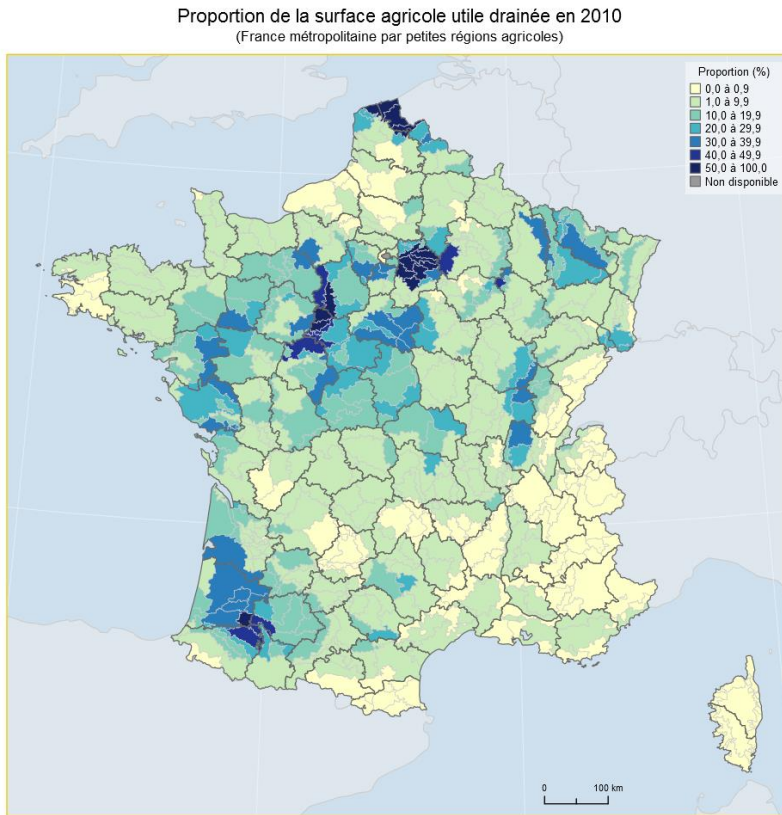 Proportion de la surface agricole utile drainée en 2010
(France métropolitaine par petites régions agricoles)
Proportion (%)
0,0 à 0,9
1,0 à 9,9
10,0 à 19,9
20,0 à 29,9
30,0 à 39,9
40,0 à 49,9
50,0 à 100,0
Non disponible
0 100 km